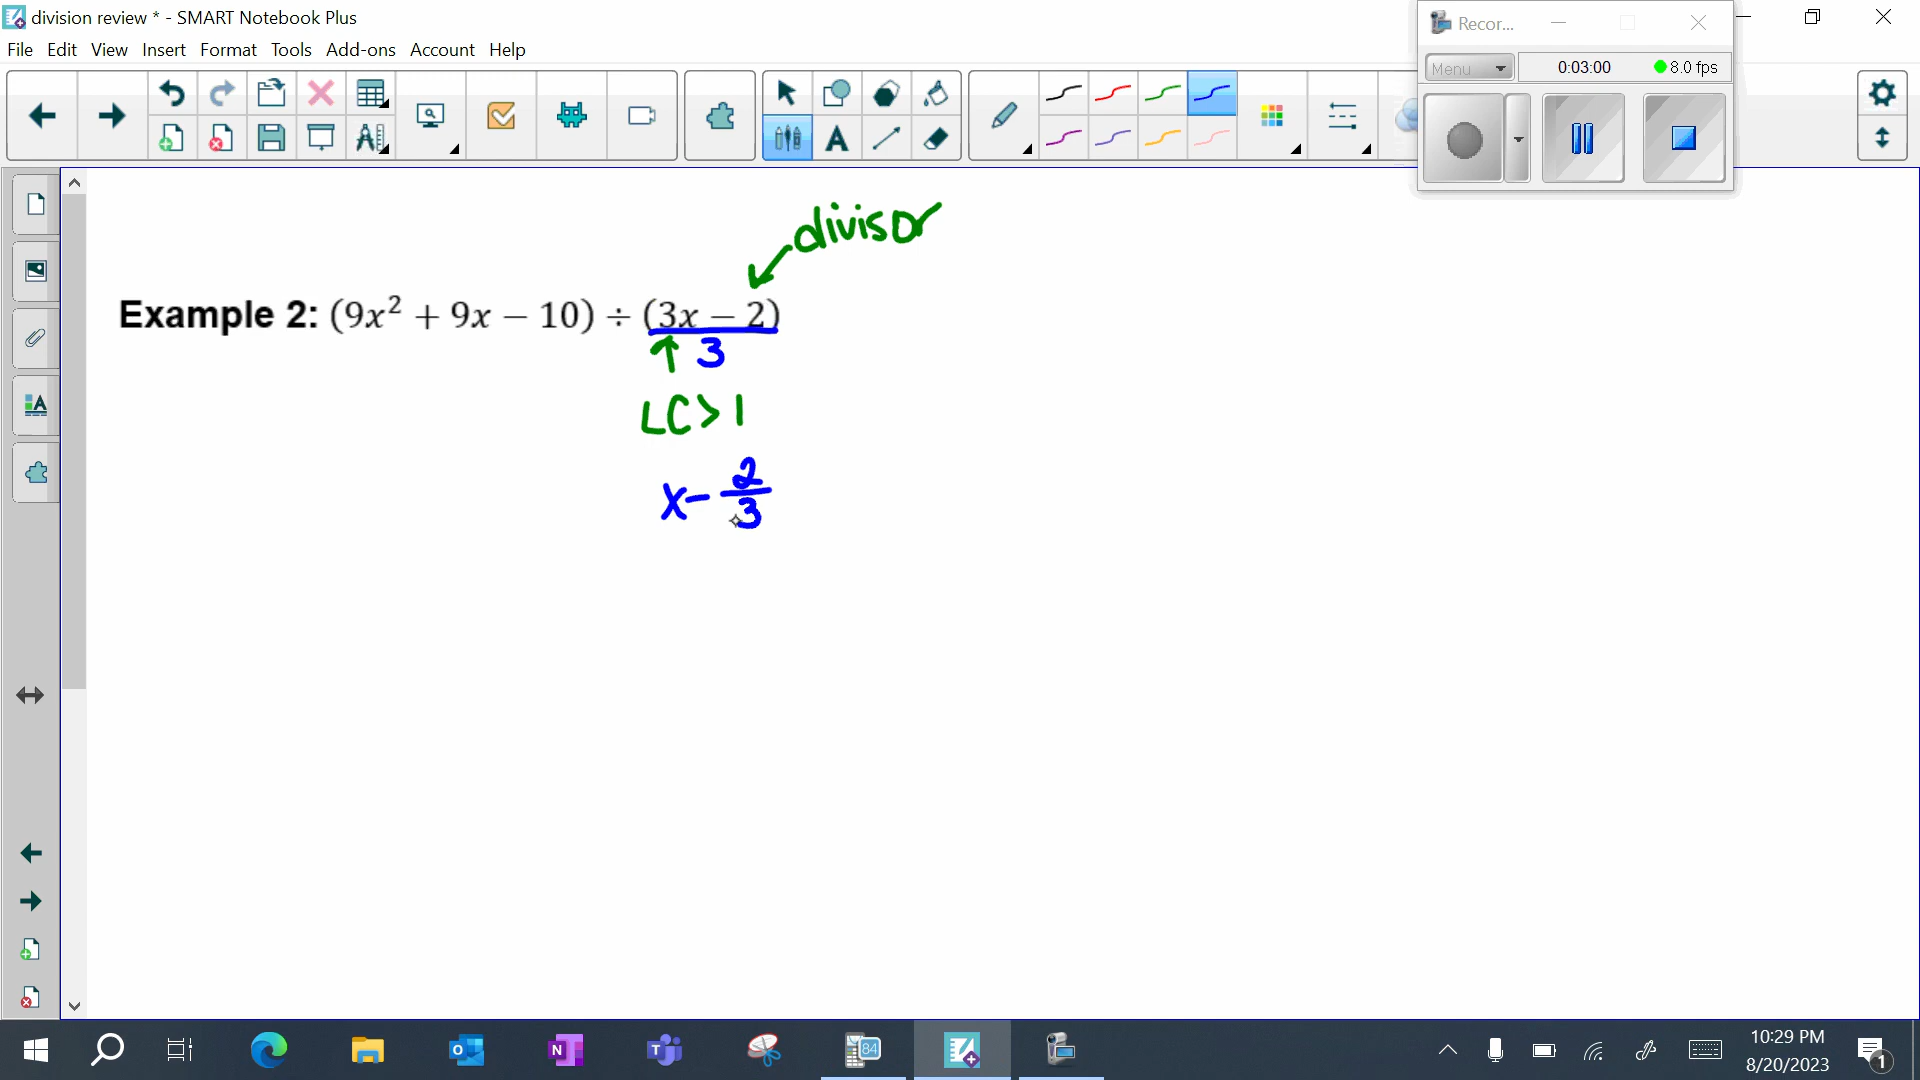 division review * - SMART Notebook Plus
Recor...
File Edit View Insert Format Tools Add-ons Account Help
Menu
0:03:00
8.0 fps
A
A
A
divisor
Example 2: (9x² + 9x − 10) ÷ (3x − 2)
3
LC > 1
x - 2/3
84
10:29 PM
8/20/2023
1